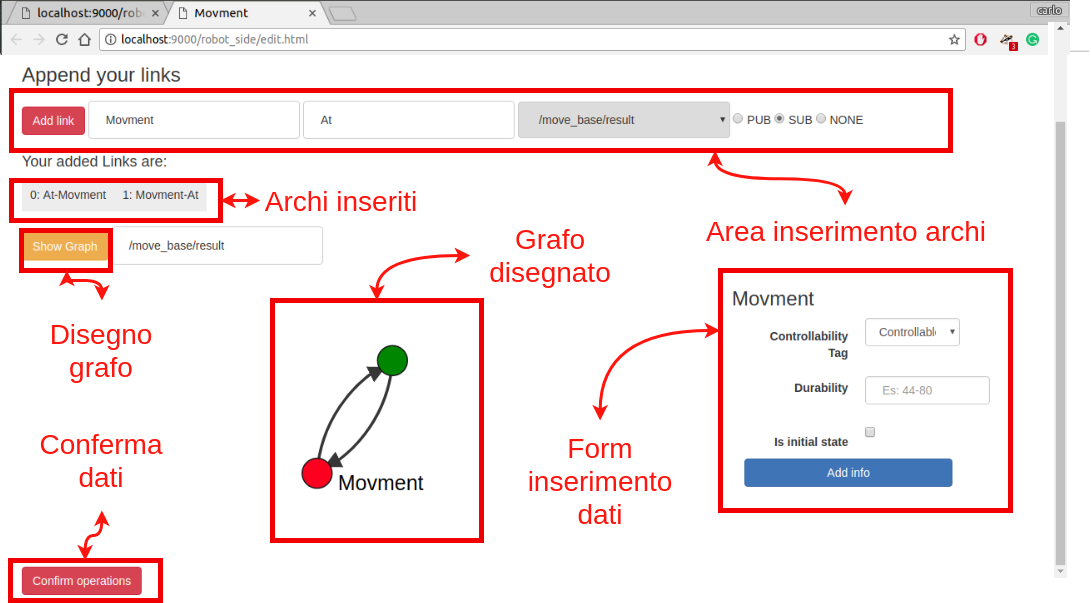 localhost:9000/rob
Movment
carlo
localhost:9000/robot_side/edit.html
3
Append your links
Add link
Movment
At
/move_base/result
PUB
SUB
NONE
Your added Links are:
0: At-Movment
1: Movment-At
Archi inseriti
Area inserimento archi
Show Graph
/move_base/result
Grafo
disegnato
Disegno
grafo
Movment
Controllability
Tag
Controllabl
Durability
Es: 44-80
Is initial state
Add info
Conferma
dati
Form
inserimento
dati
Movment
Confirm operations